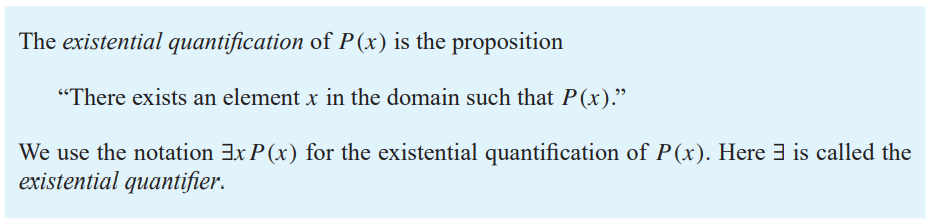 The existential quantification of P(x) is the proposition
“There exists an element x in the domain such that P(x).”
We use the notation ∃x P(x) for the existential quantification of P(x). Here ∃ is called the
existential quantifier.